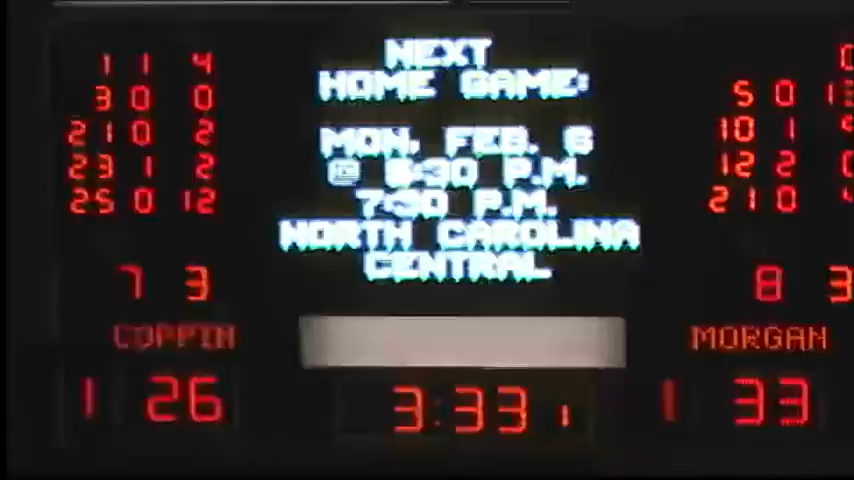 NEXT
HOME GAME:
MON, FEB. 6
@ 5:30 P.M.
7:30 P.M.
NORTH CAROLINA
CENTRAL
1 1 4
3 0 0
21 0 2
23 1 2
25 0 12
7 3
COPPIN
1 26
3:33 1
5 0
10 1
12 2
21 0
8 3
MORGAN
1 33